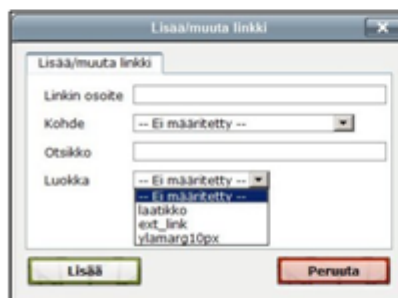 Lisää/muuta linkki
Lisää/muuta linkki
Linkin osoite
Kohde -- Ei määritetty --
Otsikko
Luokka -- Ei määritetty --
-- Ei määritetty --
laatikko
ext_link
ylamarg10px
Lisää Peruuta